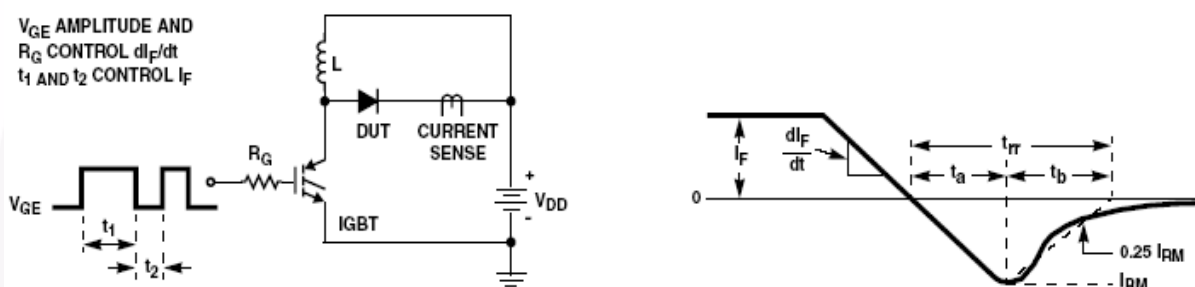 V_GE AMPLITUDE AND
R_G CONTROL dI_F/dt
t_1 AND t_2 CONTROL I_F
L
DUT
CURRENT
SENSE
R_G
V_GE
t_1
t_2
IGBT
+
V_DD
-
I_F
dI_F
dt
t_rr
t_a
t_b
0
0.25 I_RM
I_RM